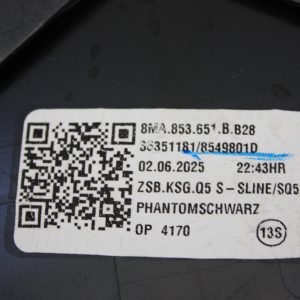 8MA.853.651.B.B28
35351181/8549801D
02.06.2025 22:43HR
ZSB.KSG.Q5 S-SLINE/SQ5
PHANTOMSCHWARZ
OP 4170 13S